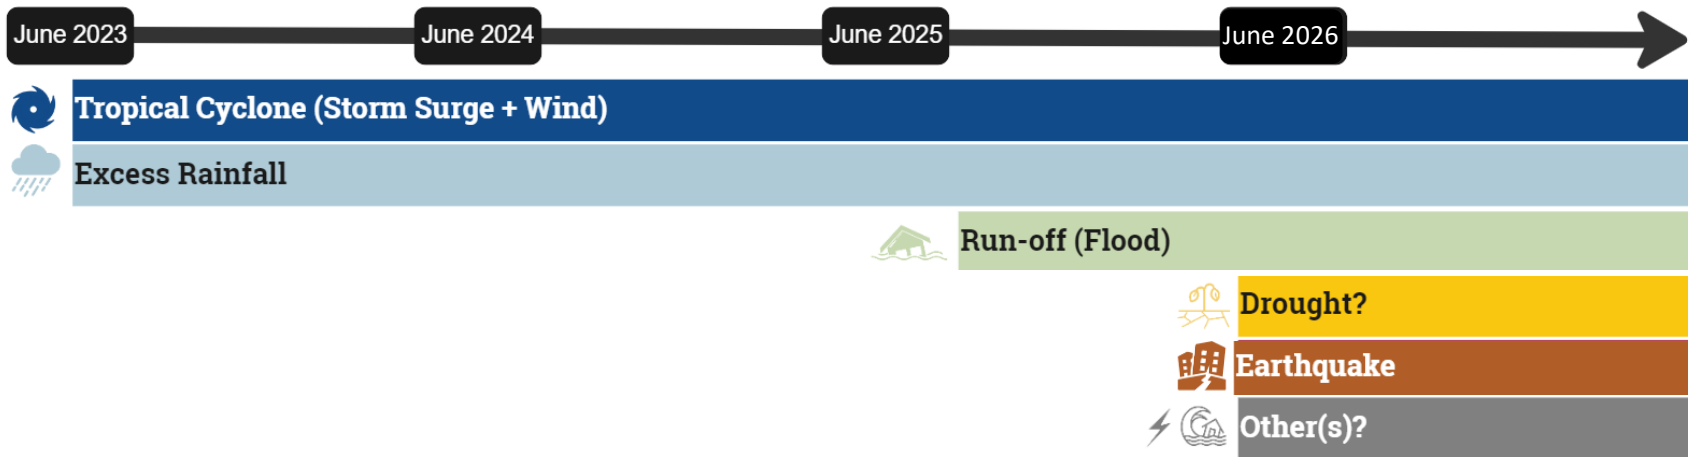 June 2023
June 2024
June 2025
June 2026
Tropical Cyclone (Storm Surge + Wind)
Excess Rainfall
Run-off (Flood)
Drought?
Earthquake
Other(s)?